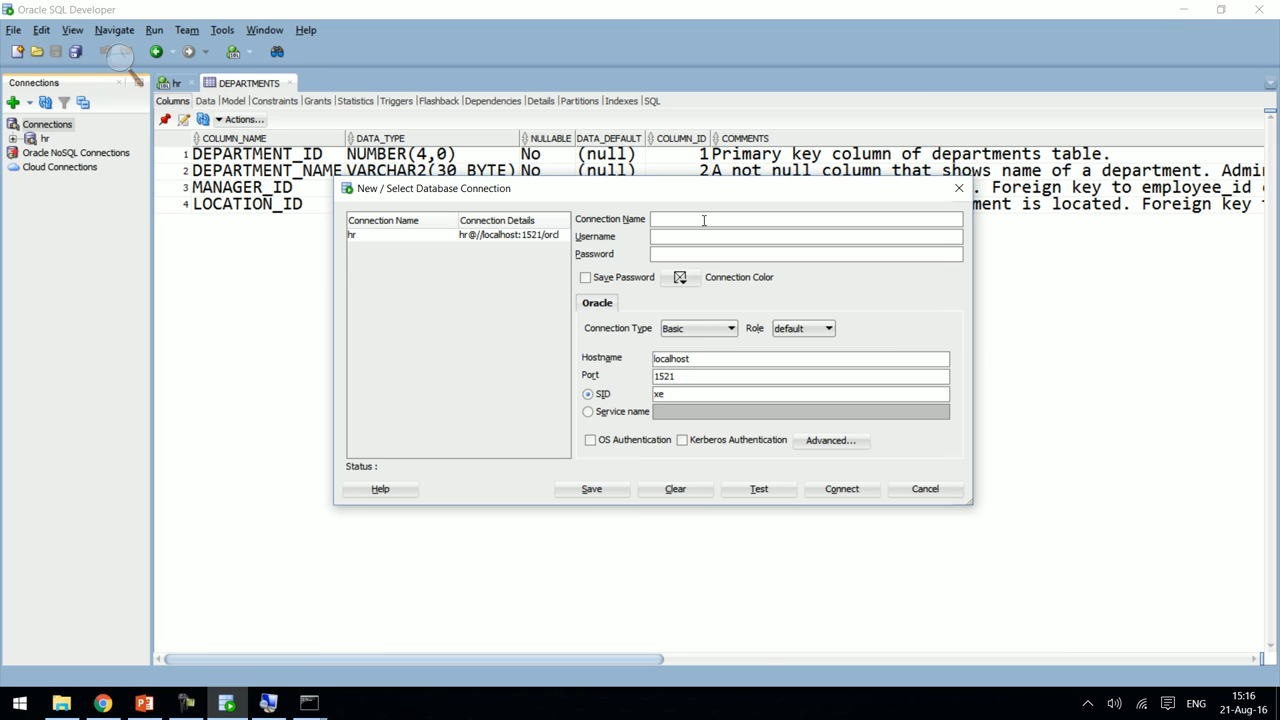 Oracle SQL Developer
File Edit View Navigate Run Team Tools Window Help
Connections
hr
DEPARTMENTS
Columns Data Model Constraints Grants Statistics Triggers Flashback Dependencies Details Partitions Indexes SQL
Actions...
Connections
hr
Oracle NoSQL Connections
Cloud Connections
COLUMN_NAME DATA_TYPE NULLABLE DATA_DEFAULT COLUMN_ID COMMENTS
1 DEPARTMENT_ID NUMBER(4,0) No (null) 1 Primary key column of departments table.
2 DEPARTMENT_NAME VARCHAR2(30 BYTE) No (null) 2 A not null column that shows name of a department. Admi
3 MANAGER_ID . Foreign key to employee_id
4 LOCATION_ID ment is located. Foreign key
New / Select Database Connection
Connection Name Connection Details
hr hr@//localhost:1521/orcl
Connection Name
Username
Password
Save Password Connection Color
Oracle
Connection Type Basic Role default
Hostname localhost
Port 1521
SID xe
Service name
OS Authentication Kerberos Authentication Advanced...
Status :
Help Save Clear Test Connect Cancel
ENG
15:16
21-Aug-16